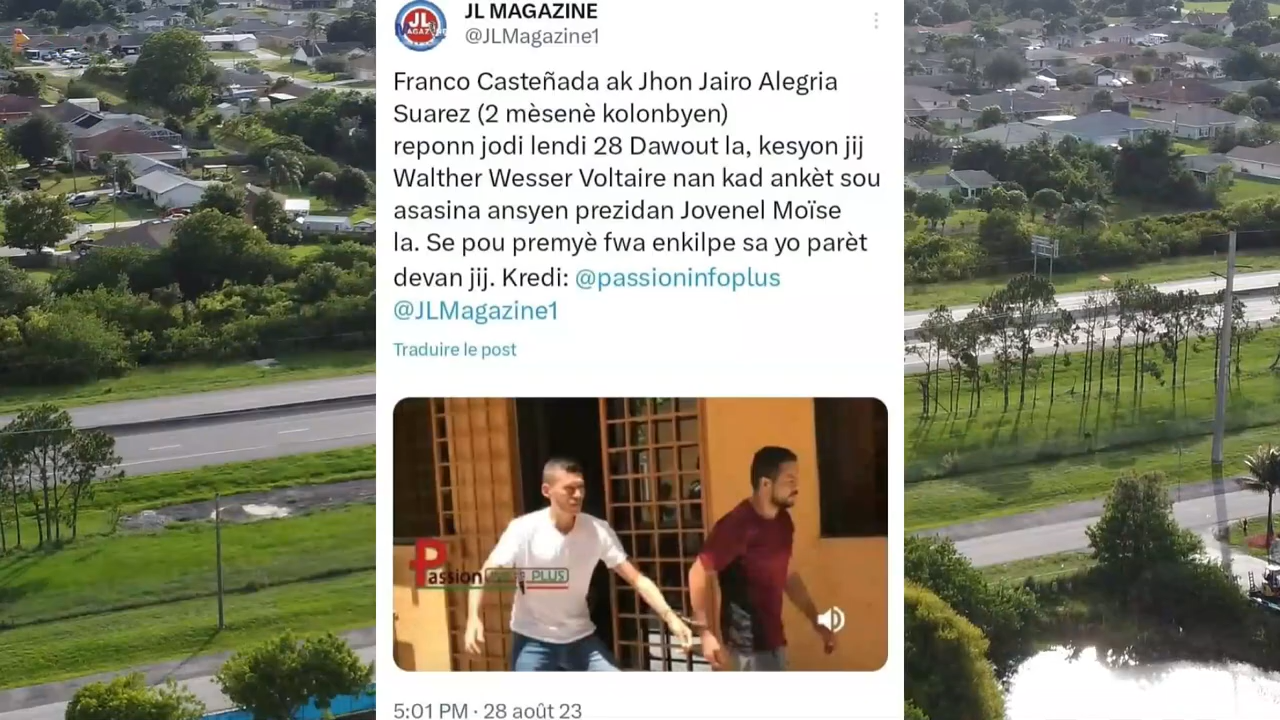 JL MAGAZINE
@JLMagazine1
Franco Casteñada ak Jhon Jairo Alegria
Suarez (2 mèsenè kolonbyen)
reponn jodi lendi 28 Dawout la, kesyon jij
Walther Wesser Voltaire nan kad ankèt sou
asasina ansyen prezidan Jovenel Moïse
la. Se pou premyè fwa enkilpe sa yo parèt
devan jij. Kredi: @passioninfoplus
@JLMagazine1
Traduire le post
Passion
PLUS
5:01 PM · 28 août 23